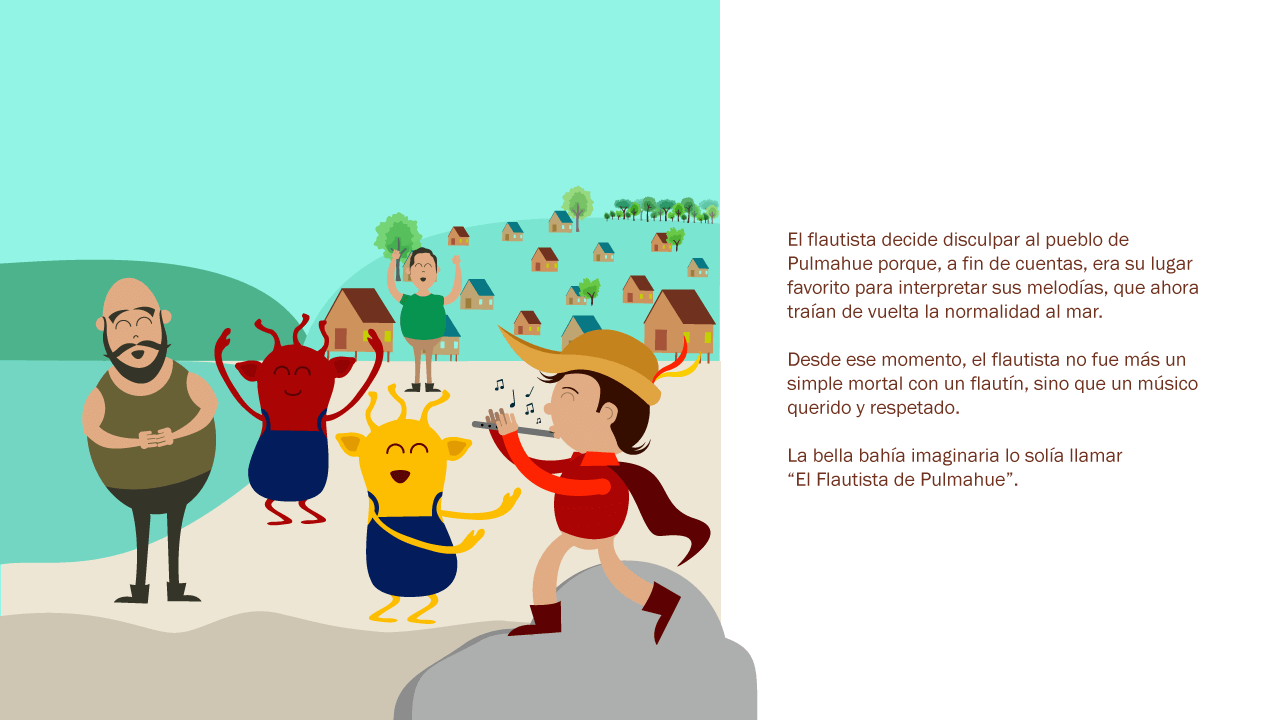 El flautista decide disculpar al pueblo de
Pulmahue porque, a fin de cuentas, era su lugar
favorito para interpretar sus melodías, que ahora
traían de vuelta la normalidad al mar.
Desde ese momento, el flautista no fue más un
simple mortal con un flautín, sino que un músico
querido y respetado.
La bella bahía imaginaria lo solía llamar
“El Flautista de Pulmahue”.